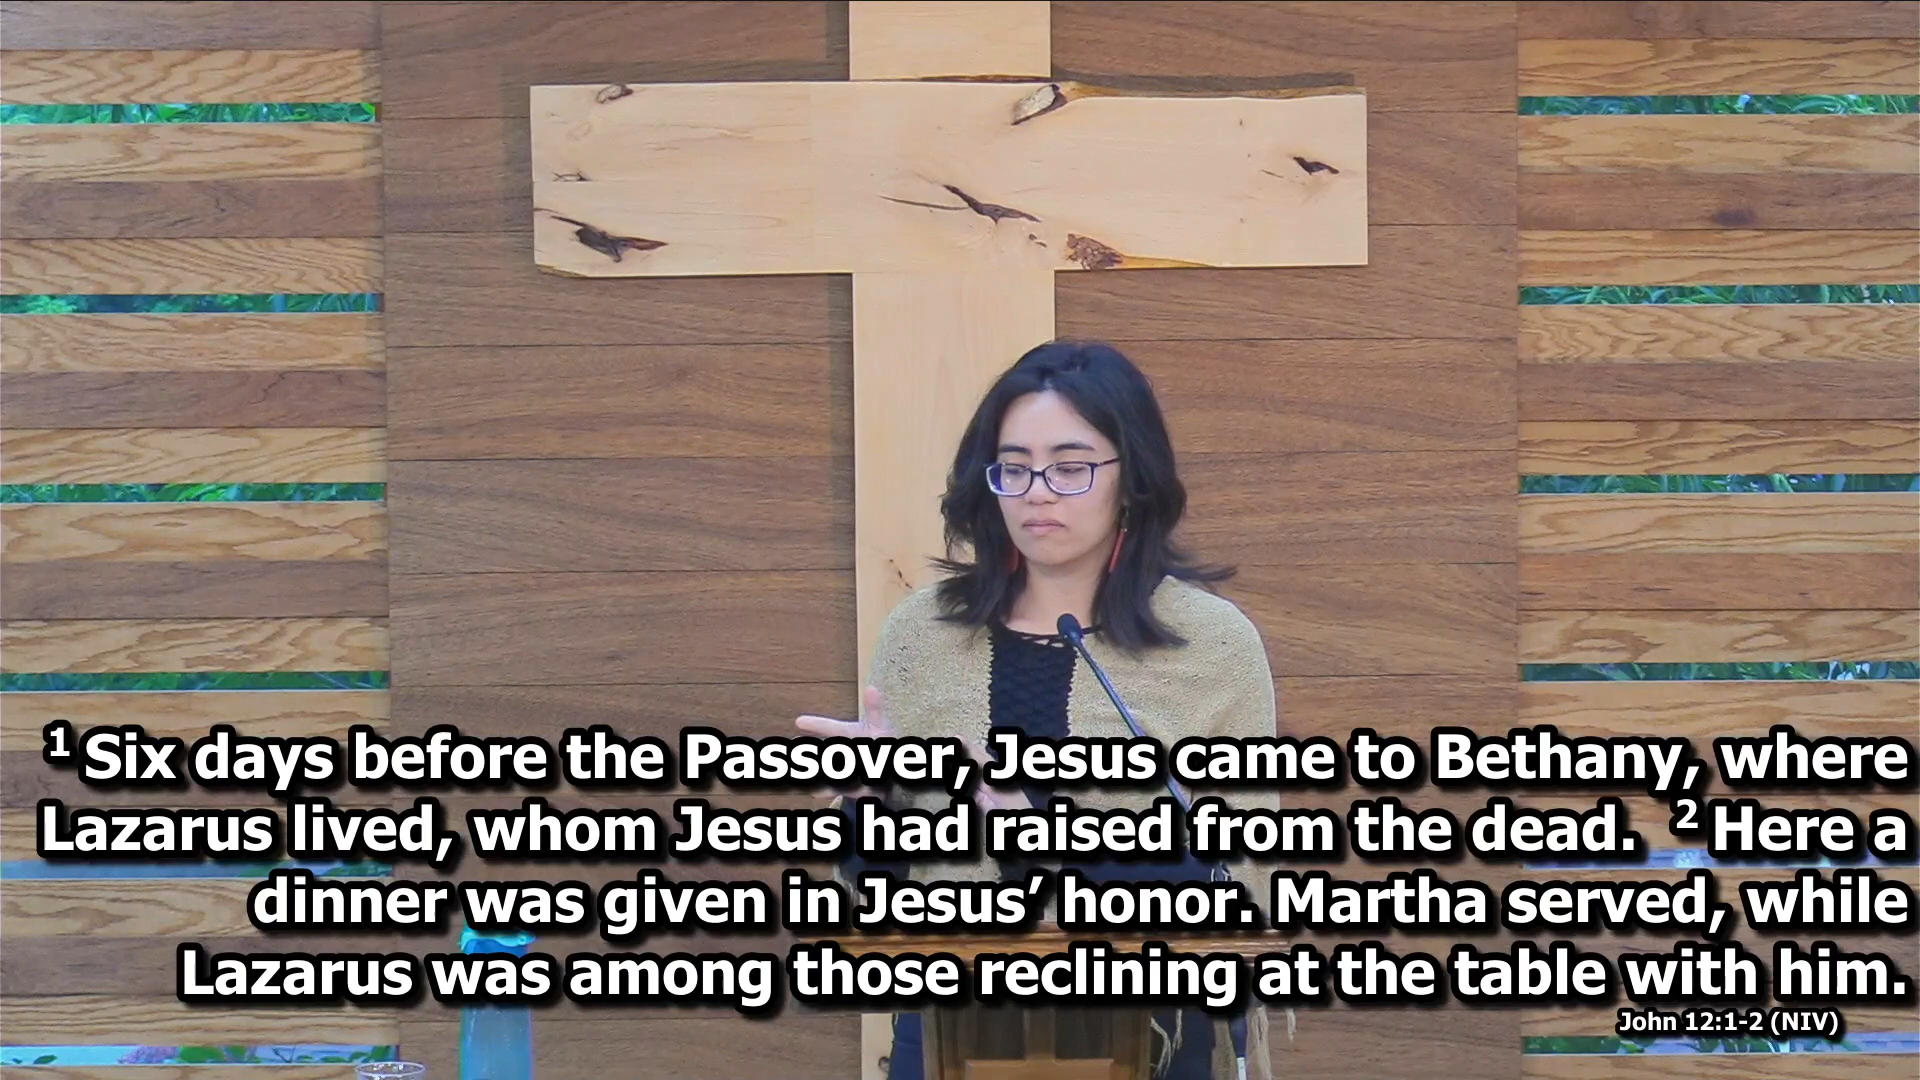 1 Six days before the Passover, Jesus came to Bethany, where
Lazarus lived, whom Jesus had raised from the dead. 2 Here a
dinner was given in Jesus’ honor. Martha served, while
Lazarus was among those reclining at the table with him.
John 12:1-2 (NIV)